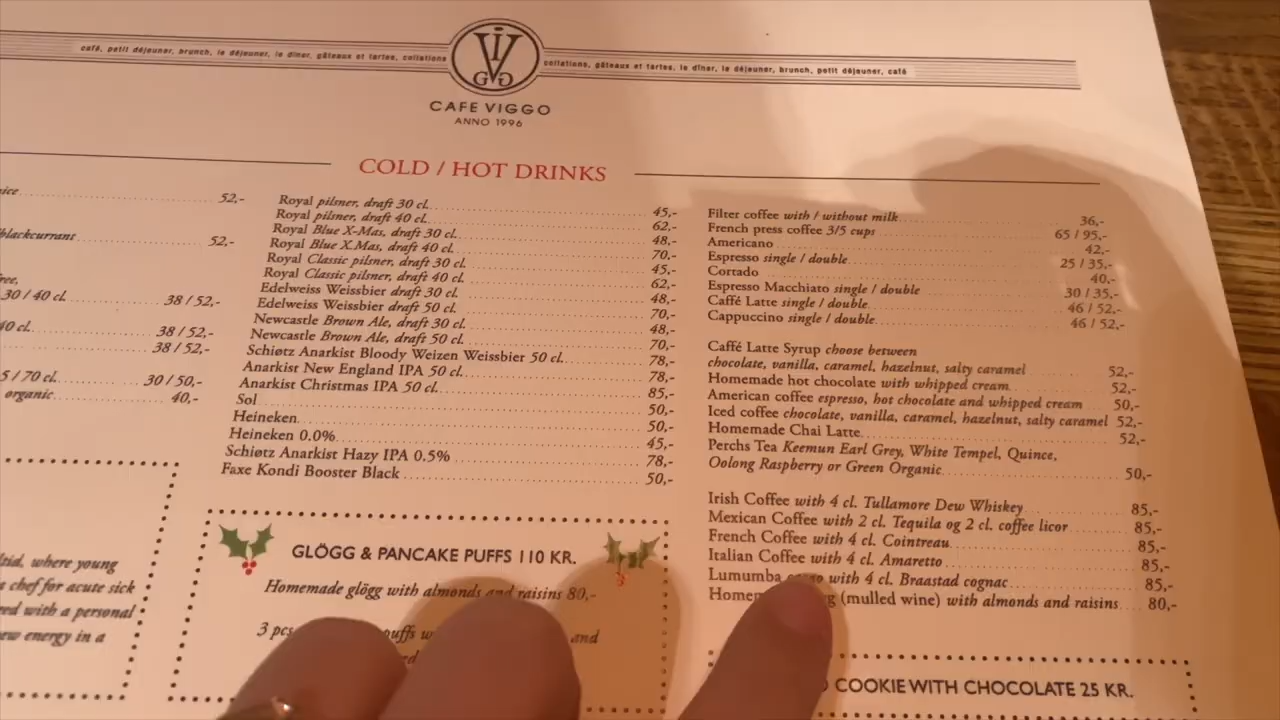 café, petit déjeuner, brunch, le déjeuner, le dîner, gâteaux et tartes, collations
collations, gâteaux et tartes, le dîner, le déjeuner, brunch, petit déjeuner, café
VIGGO
CAFE VIGGO
ANNO 1996
COLD / HOT DRINKS
52,-
blackcurrant 52,-
30 / 40 cl. 38 / 52,-
40 cl. 38 / 52,-
38 / 52,-
5 / 70 cl. 30 / 50,-
organic 40,-
where young
chef for acute sick
with a personal
energy in a
Royal pilsner, draft 30 cl. 45,-
Royal pilsner, draft 40 cl. 62,-
Royal Blue X-Mas, draft 30 cl. 48,-
Royal Blue X.Mas, draft 40 cl. 70,-
Royal Classic pilsner, draft 30 cl. 45,-
Royal Classic pilsner, draft 40 cl. 62,-
Edelweiss Weissbier draft 30 cl. 48,-
Edelweiss Weissbier draft 50 cl. 70,-
Newcastle Brown Ale, draft 30 cl. 48,-
Newcastle Brown Ale, draft 50 cl. 70,-
Schiøtz Anarkist Bloody Weizen Weissbier 50 cl. 78,-
Anarkist New England IPA 50 cl. 78,-
Anarkist Christmas IPA 50 cl. 85,-
Sol 50,-
Heineken 50,-
Heineken 0.0% 45,-
Schiøtz Anarkist Hazy IPA 0.5% 78,-
Faxe Kondi Booster Black 50,-
GLÖGG & PANCAKE PUFFS 110 KR.
Homemade glögg with almonds and raisins 80,-
3 pcs and
Filter coffee with / without milk 36,-
French press coffee 3/5 cups 65 / 95,-
Americano 42,-
Espresso single / double 25 / 35,-
Cortado 40,-
Espresso Macchiato single / double 30 / 35,-
Caffé Latte single / double 46 / 52,-
Cappuccino single / double 46 / 52,-
Caffé Latte Syrup choose between
chocolate, vanilla, caramel, hazelnut, salty caramel 52,-
Homemade hot chocolate with whipped cream 52,-
American coffee espresso, hot chocolate and whipped cream 50,-
Iced coffee chocolate, vanilla, caramel, hazelnut, salty caramel 52,-
Homemade Chai Latte 52,-
Perchs Tea Keemun Earl Grey, White Tempel, Quince,
Oolong Raspberry or Green Organic 50,-
Irish Coffee with 4 cl. Tullamore Dew Whiskey 85,-
Mexican Coffee with 2 cl. Tequila og 2 cl. coffee licor 85,-
French Coffee with 4 cl. Cointreau 85,-
Italian Coffee with 4 cl. Amaretto 85,-
Lumumba with 4 cl. Braastad cognac 85,-
(mulled wine) with almonds and raisins 80,-
COOKIE WITH CHOCOLATE 25 KR.